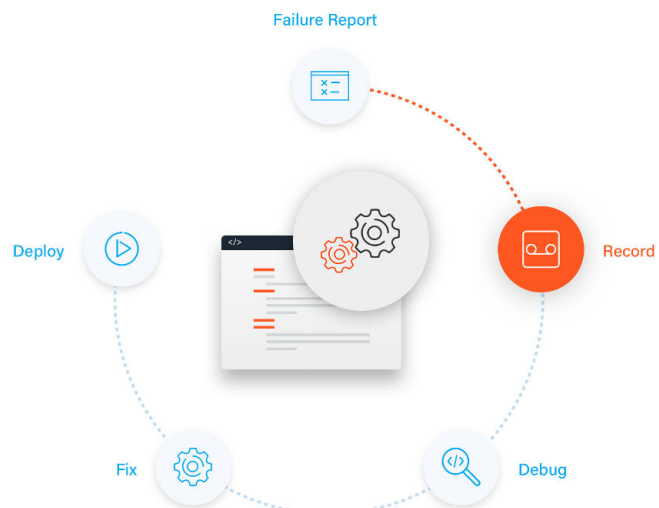 Failure Report
Deploy
</>
Record
Fix
</>
Debug